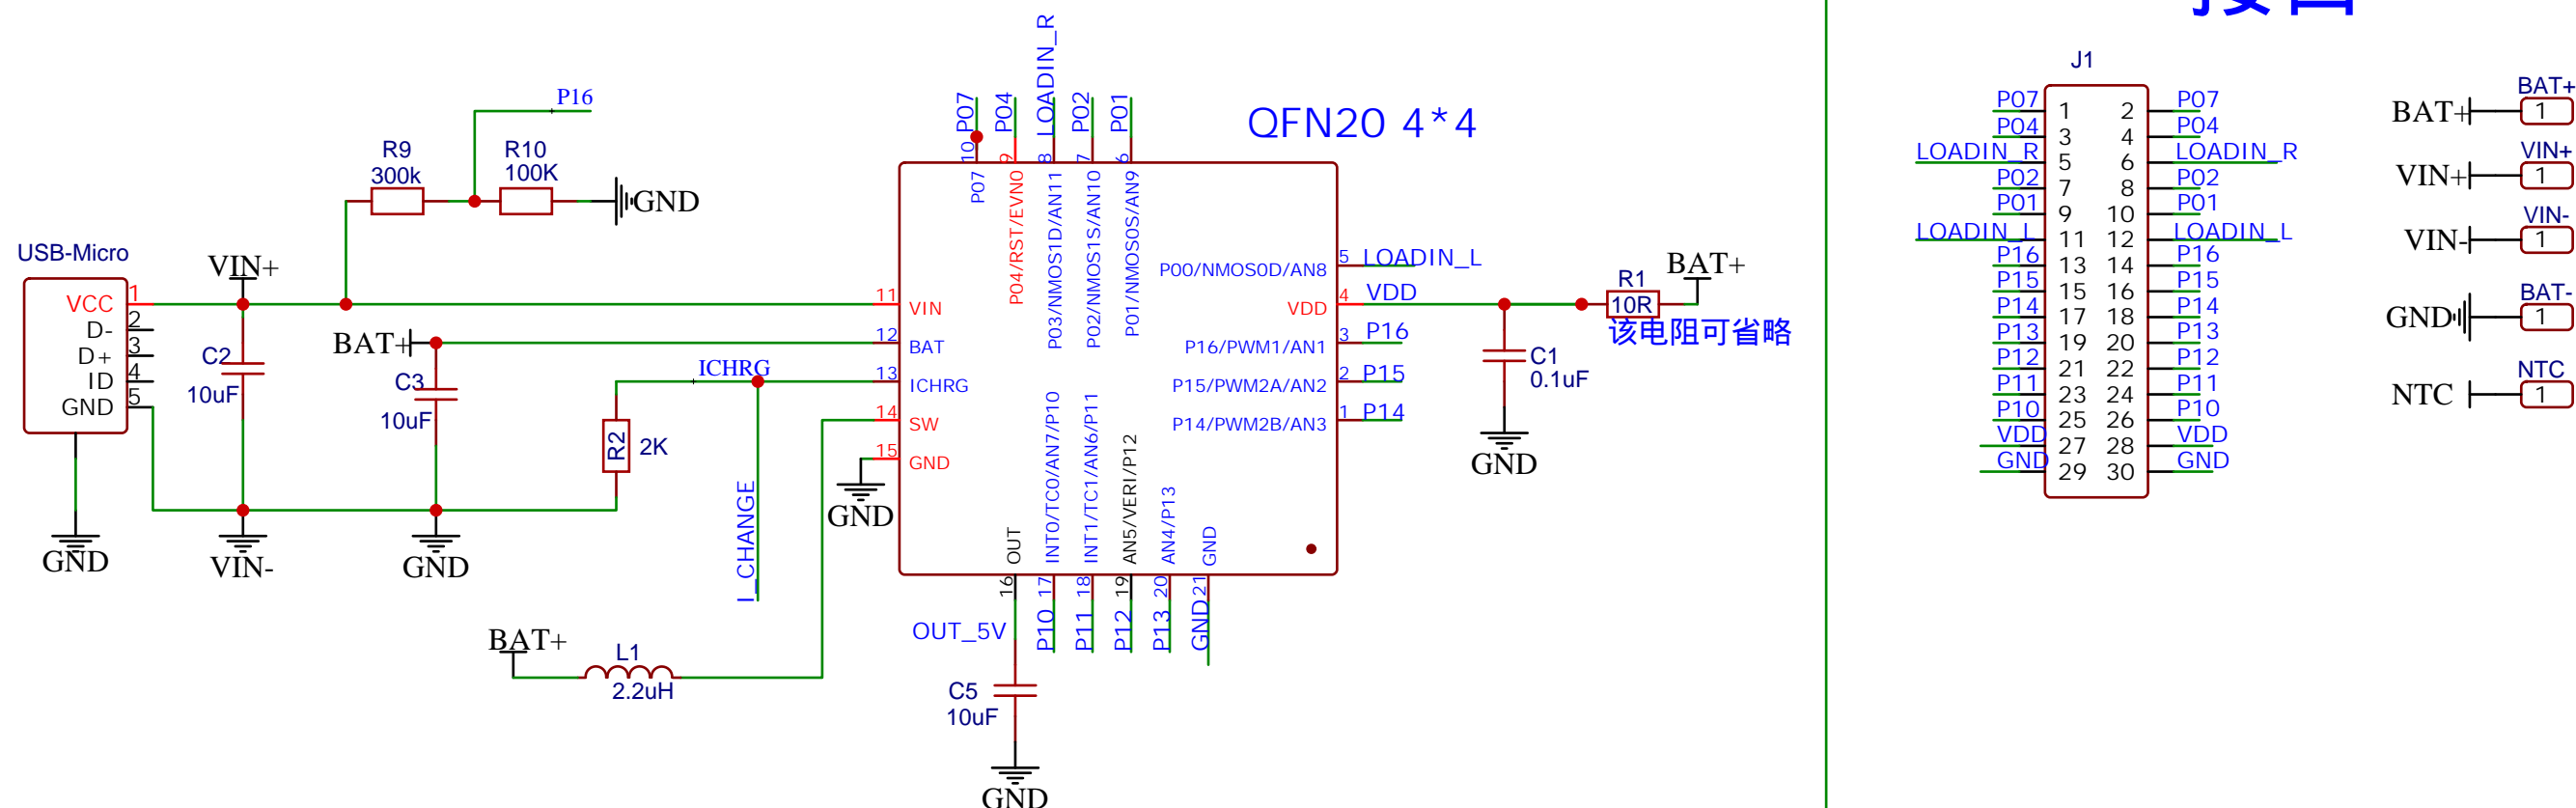 接口
USB-Micro
VCC
D-
D+
ID
GND
1
2
3
4
5
GND
VIN+
C2
10uF
VIN-
P16
R9
300k
R10
100K
GND
BAT+
C3
10uF
GND
ICHRG
R2
2K
I_CHANGE
BAT+
L1
2.2uH
GND
QFN20 4*4
P07
P04
LOADIN_R
P02
P01
10
9
8
7
6
P07
P04/RST/EVN0
P03/NMOS1D/AN11
P02/NMOS1S/AN10
P01/NMOS0S/AN9
11 VIN
12 BAT
13 ICHRG
14 SW
15 GND
P00/NMOS0D/AN8 5 LOADIN_L
VDD 4 VDD
P16/PWM1/AN1 3 P16
P15/PWM2A/AN2 2 P15
P14/PWM2B/AN3 1 P14
OUT
INT0/TC0/AN7/P10
INT1/TC1/AN6/P11
AN5/VERI/P12
AN4/P13
GND
16
17
18
19
20
21
OUT_5V
P10
P11
P12
P13
GND
C5
10uF
GND
R1
10R
BAT+
该电阻可省略
C1
0.1uF
GND
J1
P07 1 2 P07
P04 3 4 P04
LOADIN_R 5 6 LOADIN_R
P02 7 8 P02
P01 9 10 P01
LOADIN_L 11 12 LOADIN_L
P16 13 14 P16
P15 15 16 P15
P14 17 18 P14
P13 19 20 P13
P12 21 22 P12
P11 23 24 P11
P10 25 26 P10
VDD 27 28 VDD
GND 29 30 GND
BAT+
BAT+ 1
VIN+
VIN+ 1
VIN-
VIN- 1
BAT-
GND 1
NTC
NTC 1